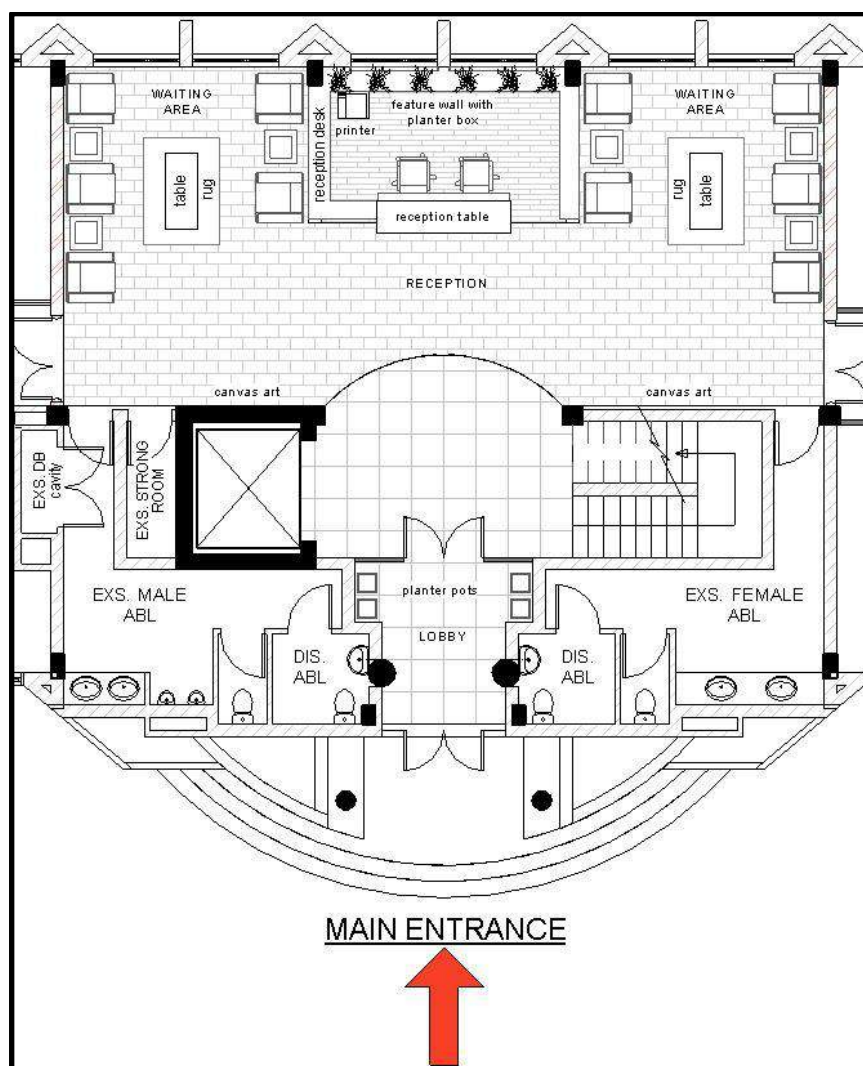 WAITING
AREA
table
rug
reception desk
printer
feature wall with
planter box
reception table
WAITING
AREA
rug
table
RECEPTION
canvas art
canvas art
EXS. DB
cavity
EXS. STRONG
ROOM
EXS. MALE
ABL
planter pots
LOBBY
EXS. FEMALE
ABL
DIS.
ABL
DIS.
ABL
MAIN ENTRANCE